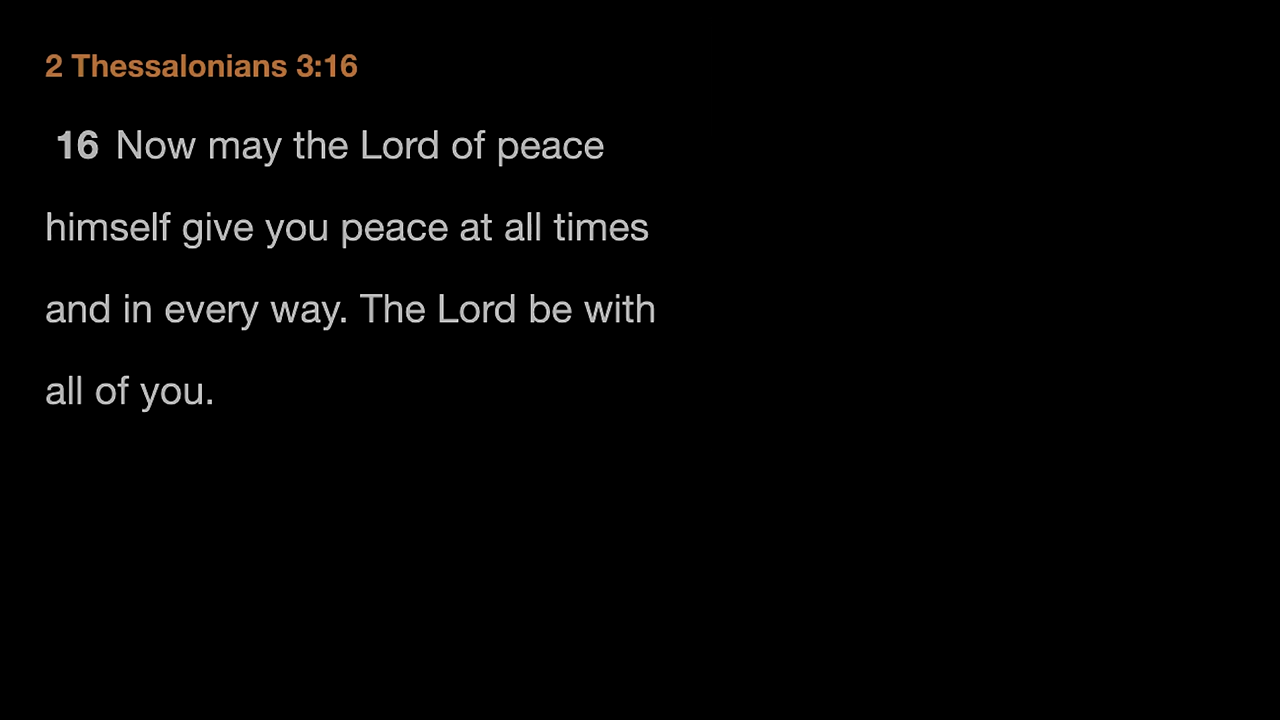 2 Thessalonians 3:16
16 Now may the Lord of peace
himself give you peace at all times
and in every way. The Lord be with
all of you.